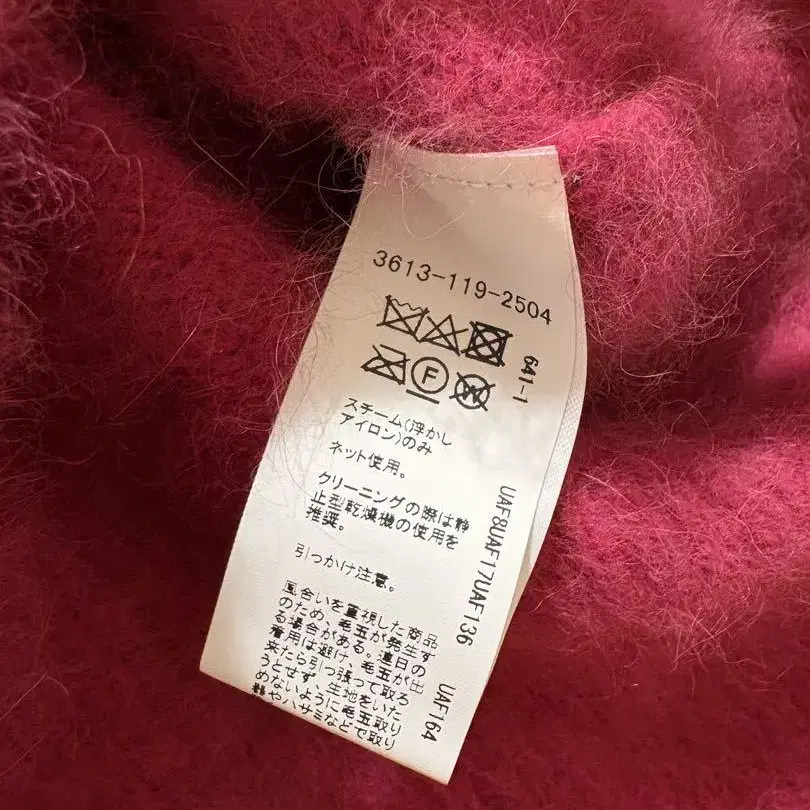 3613-119-2504
F
W
641-1
スチーム(浮かし
アイロン)のみ
ネット使用。
クリーニングの際は静
止型乾燥機の使用を
推奨。
引つかけ注意。
風合いを重視した商品
のため、毛玉が発生す
る場合がある。連日の
着用は避け、毛玉が出
来たら引っ張って取ろ
うとせず、生地をいた
めないように毛玉取り
器やハサミなどで取り
UAF8UAF17UAF136
UAF164